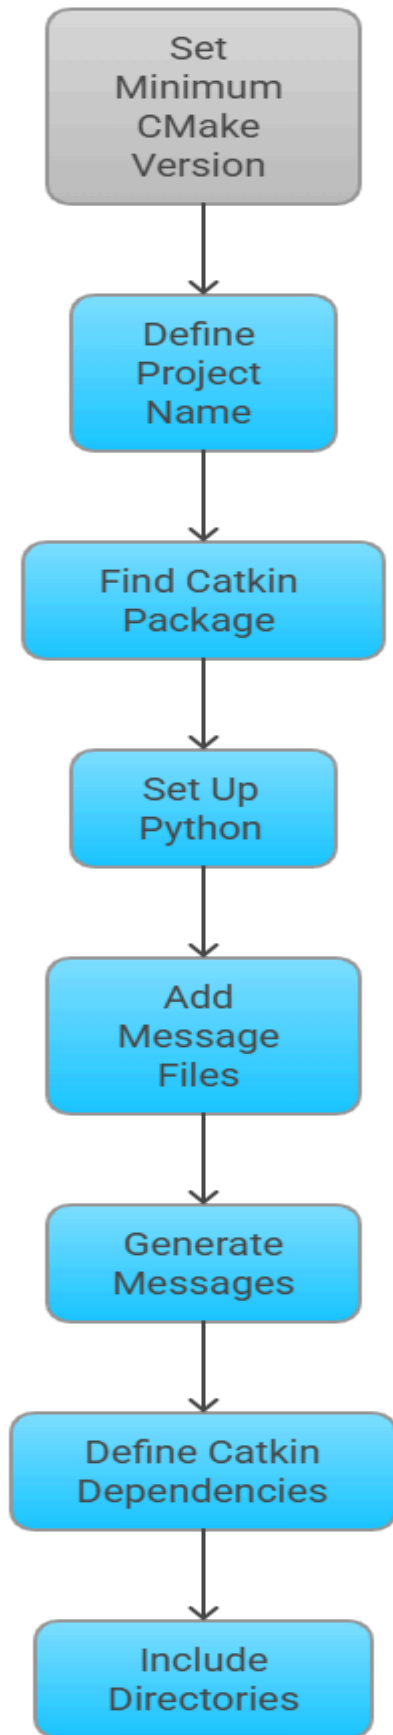 Set
Minimum
CMake
Version
Define
Project
Name
Find Catkin
Package
Set Up
Python
Add
Message
Files
Generate
Messages
Define Catkin
Dependencies
Include
Directories